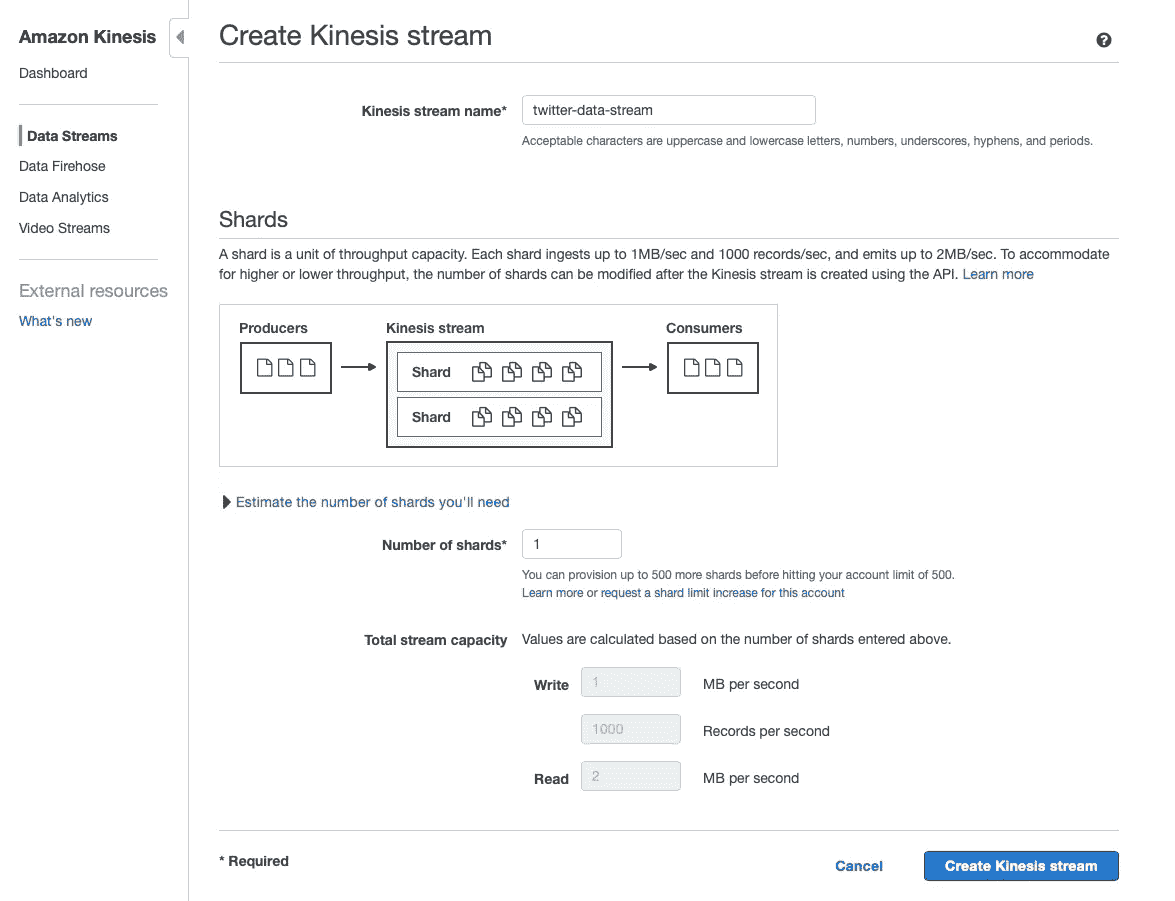 Amazon Kinesis
Dashboard
Data Streams
Data Firehose
Data Analytics
Video Streams
External resources
What's new
Create Kinesis stream
Kinesis stream name*
twitter-data-stream
Acceptable characters are uppercase and lowercase letters, numbers, underscores, hyphens, and periods.
Shards
A shard is a unit of throughput capacity. Each shard ingests up to 1MB/sec and 1000 records/sec, and emits up to 2MB/sec. To accommodate
for higher or lower throughput, the number of shards can be modified after the Kinesis stream is created using the API. Learn more
Producers
Kinesis stream
Consumers
Shard
Shard
Estimate the number of shards you'll need
Number of shards*
1
You can provision up to 500 more shards before hitting your account limit of 500.
Learn more or request a shard limit increase for this account
Total stream capacity
Values are calculated based on the number of shards entered above.
Write
1
MB per second
1000
Records per second
Read
2
MB per second
* Required
Cancel
Create Kinesis stream